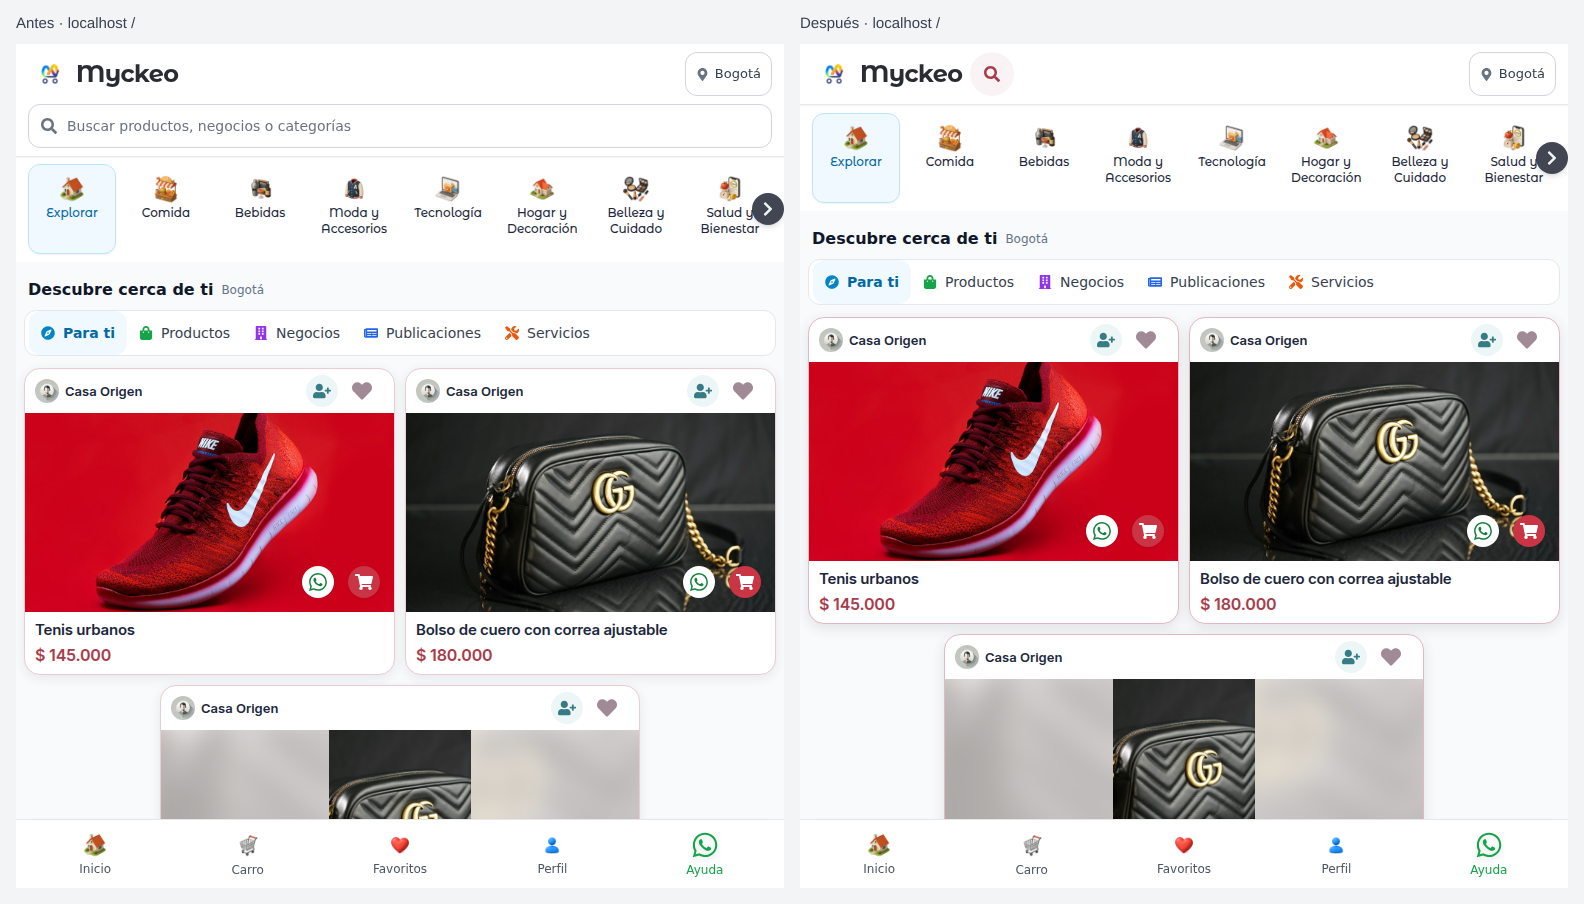 Antes · localhost /
Myckeo
Bogotá
Buscar productos, negocios o categorías
Explorar
Comida
Bebidas
Moda y
Accesorios
Tecnología
Hogar y
Decoración
Belleza y
Cuidado
Salud y
Bienestar
Descubre cerca de ti Bogotá
Para ti Productos Negocios Publicaciones Servicios
Casa Origen
NIKE
Tenis urbanos
$ 145.000
Casa Origen
Bolso de cuero con correa ajustable
$ 180.000
Casa Origen
Inicio Carro Favoritos Perfil Ayuda
Después · localhost /
Myckeo
Bogotá
Explorar
Comida
Bebidas
Moda y
Accesorios
Tecnología
Hogar y
Decoración
Belleza y
Cuidado
Salud y
Bienestar
Descubre cerca de ti Bogotá
Para ti Productos Negocios Publicaciones Servicios
Casa Origen
NIKE
Tenis urbanos
$ 145.000
Casa Origen
Bolso de cuero con correa ajustable
$ 180.000
Casa Origen
Inicio Carro Favoritos Perfil Ayuda